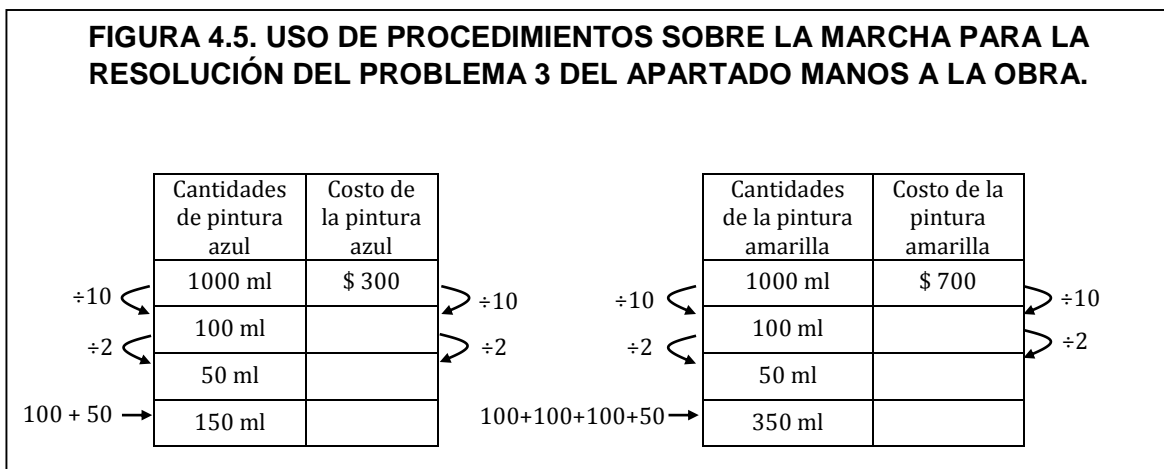 FIGURA 4.5. USO DE PROCEDIMIENTOS SOBRE LA MARCHA PARA LA
RESOLUCIÓN DEL PROBLEMA 3 DEL APARTADO MANOS A LA OBRA.
Cantidades
de pintura
azul
Costo de
la pintura
azul
1000 ml
$ 300
÷10
÷10
100 ml
÷2
÷2
50 ml
100 + 50
150 ml
Cantidades
de la pintura
amarilla
Costo de la
pintura
amarilla
1000 ml
$ 700
÷10
÷10
100 ml
÷2
÷2
50 ml
100+100+100+50
350 ml